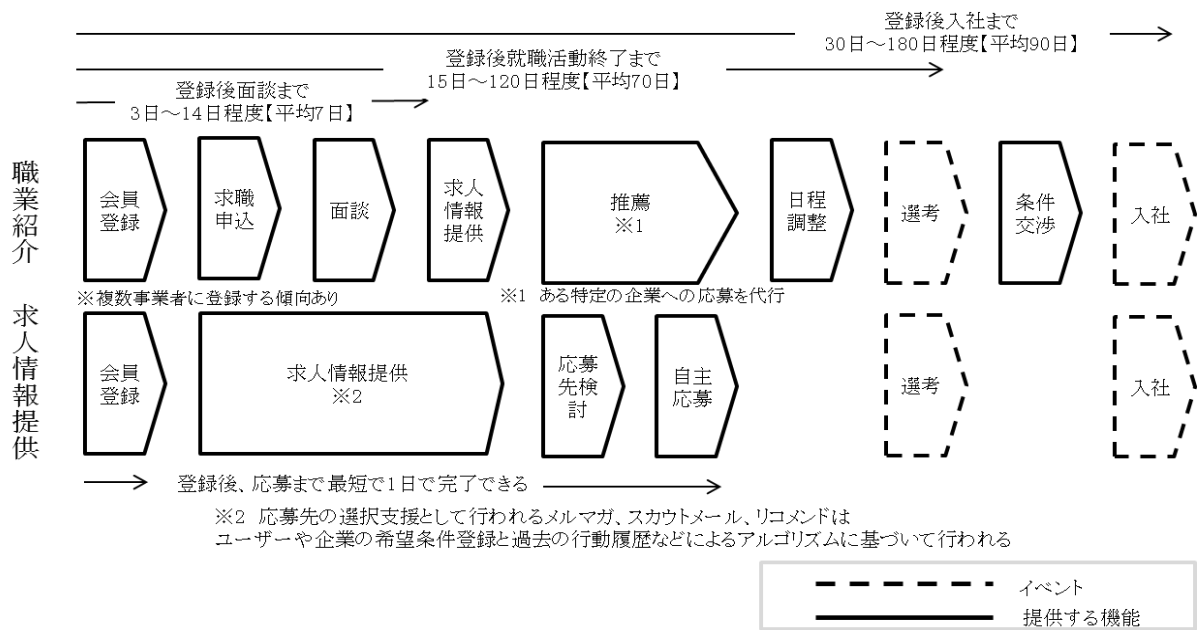 登録後入社まで
30日～180日程度【平均90日】
登録後就職活動終了まで
15日～120日程度【平均70日】
登録後面談まで
3日～14日程度【平均7日】
職業紹介
会員
登録
求職
申込
面談
求人
情報
提供
推薦
※1
日程
調整
選考
条件
交渉
入社
※複数事業者に登録する傾向あり
※1 ある特定の企業への応募を代行
求人情報提供
会員
登録
求人情報提供
※2
応募
先検
討
自主
応募
選考
入社
登録後、応募まで最短で1日で完了できる
※2 応募先の選択支援として行われるメルマガ、スカウトメール、リコメンドは
ユーザーや企業の希望条件登録と過去の行動履歴などによるアルゴリズムに基づいて行われる
イベント
提供する機能